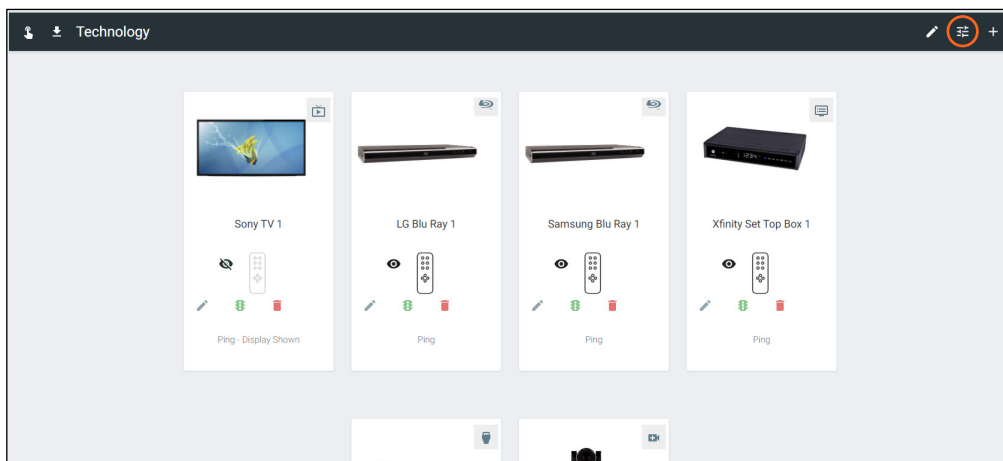 Technology
Sony TV 1
LG Blu Ray 1
Samsung Blu Ray 1
Xfinity Set Top Box 1
Ping - Display Shown
Ping
Ping
Ping